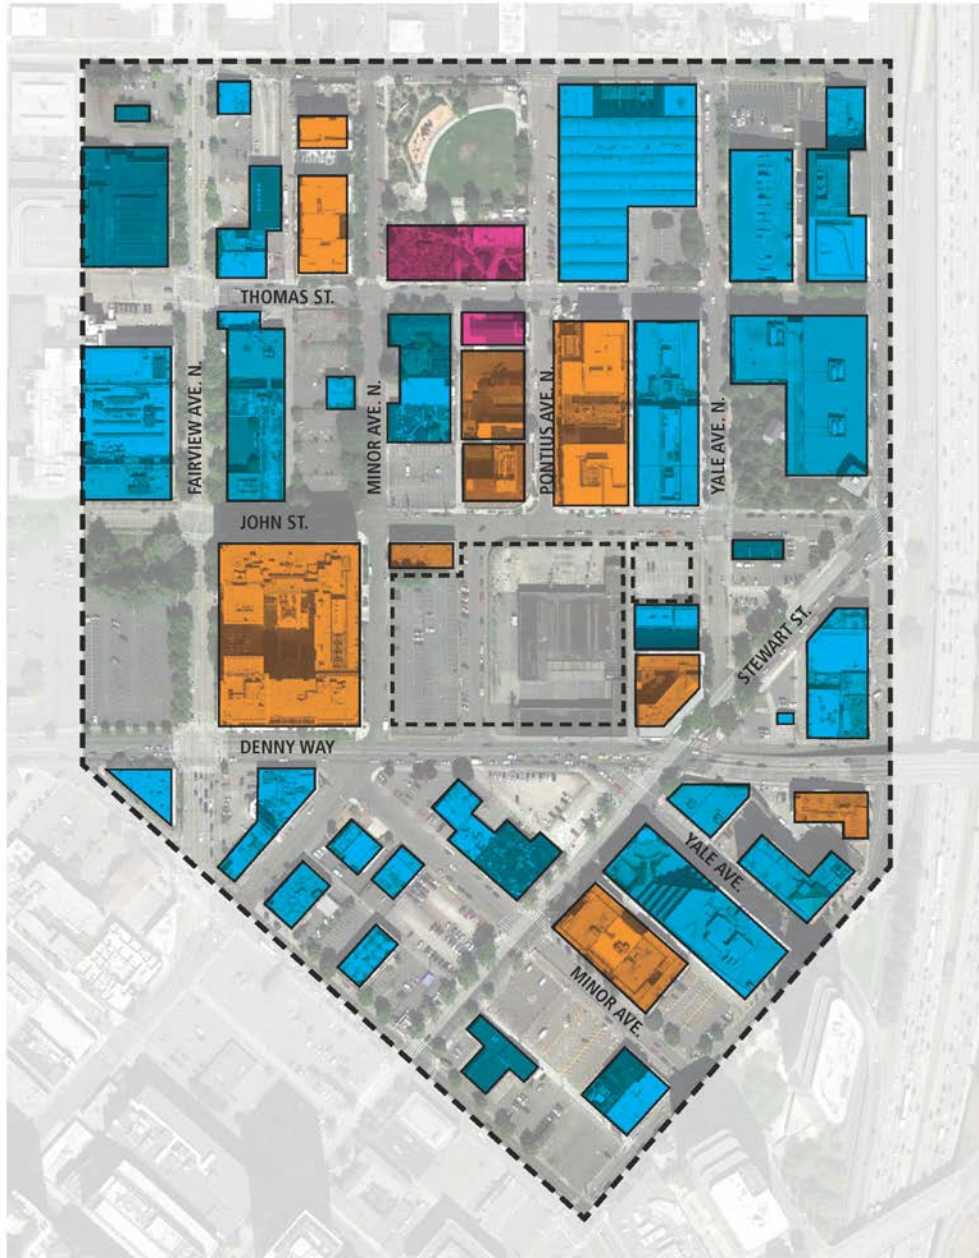 THOMAS ST.
FAIRVIEW AVE. N.
MINOR AVE. N.
PONTIUS AVE. N.
YALE AVE. N.
JOHN ST.
STEWART ST.
DENNY WAY
YALE AVE.
MINOR AVE.